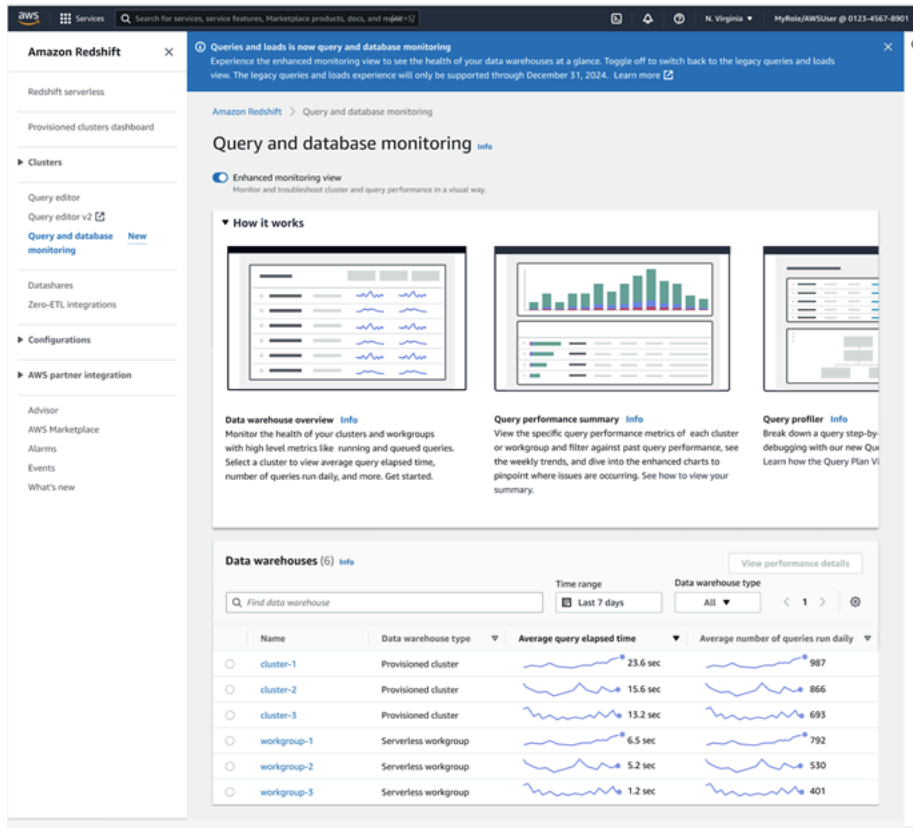 aws Services Search for services, service features, Marketplace products, docs, and m [Alt+S] N. Virginia ▼ MyRole/AWSUser @ 0123-4567-8901
Amazon Redshift
Redshift serverless
Provisioned clusters dashboard
Clusters
Query editor
Query editor v2
Query and database New
monitoring
Datashares
Zero-ETL integrations
Configurations
AWS partner integration
Advisor
AWS Marketplace
Alarms
Events
What's new
Queries and loads is now query and database monitoring
Experience the enhanced monitoring view to see the health of your data warehouses at a glance. Toggle off to switch back to the legacy queries and loads
view. The legacy queries and loads experience will only be supported through December 31, 2024. Learn more
Amazon Redshift > Query and database monitoring
Query and database monitoring Info
Enhanced monitoring view
Monitor and troubleshoot cluster and query performance in a visual way.
How it works
Data warehouse overview Info
Monitor the health of your clusters and workgroups
with high level metrics like running and queued queries.
Select a cluster to view average query elapsed time,
number of queries run daily, and more. Get started.
Query performance summary Info
View the specific query performance metrics of each cluster
or workgroup and filter against past query performance, see
the weekly trends, and dive into the enhanced charts to
pinpoint where issues are occurring. See how to view your
summary.
Query profiler Info
Break down a query step-by-
debugging with our new Que
Learn how the Query Plan Vi
Data warehouses (6) Info
View performance details
Time range
Data warehouse type
Find data warehouse
Last 7 days
All
< 1 >
Name Data warehouse type Average query elapsed time Average number of queries run daily
cluster-1 Provisioned cluster 23.6 sec 987
cluster-2 Provisioned cluster 15.6 sec 866
cluster-3 Provisioned cluster 13.2 sec 693
workgroup-1 Serverless workgroup 6.5 sec 792
workgroup-2 Serverless workgroup 5.2 sec 530
workgroup-3 Serverless workgroup 1.2 sec 401